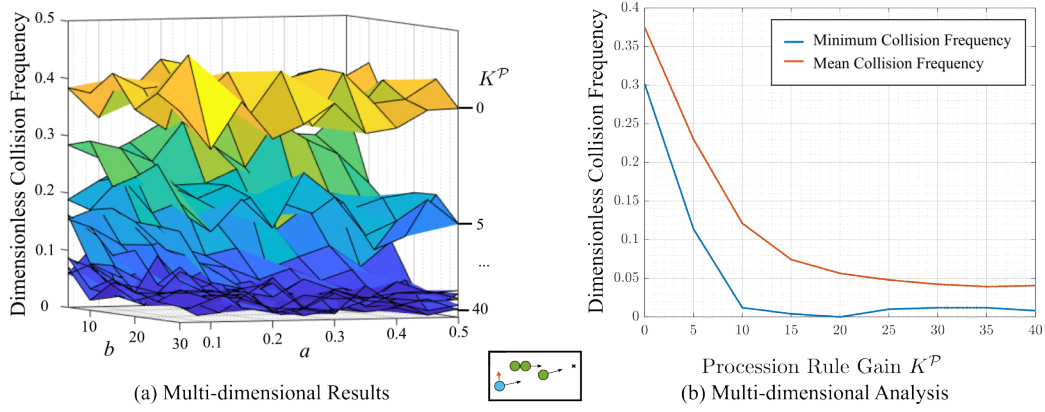 Dimensionless Collision Frequency
0.5
0.4
0.3
0.2
0.1
0
10
20
30
b
0.1
0.2
0.3
0.4
0.5
a
K^P
0
5
...
40
(a) Multi-dimensional Results
Dimensionless Collision Frequency
0.4
0.35
0.3
0.25
0.2
0.15
0.1
0.05
0
Minimum Collision Frequency
Mean Collision Frequency
0 5 10 15 20 25 30 35 40
Procession Rule Gain K^P
(b) Multi-dimensional Analysis